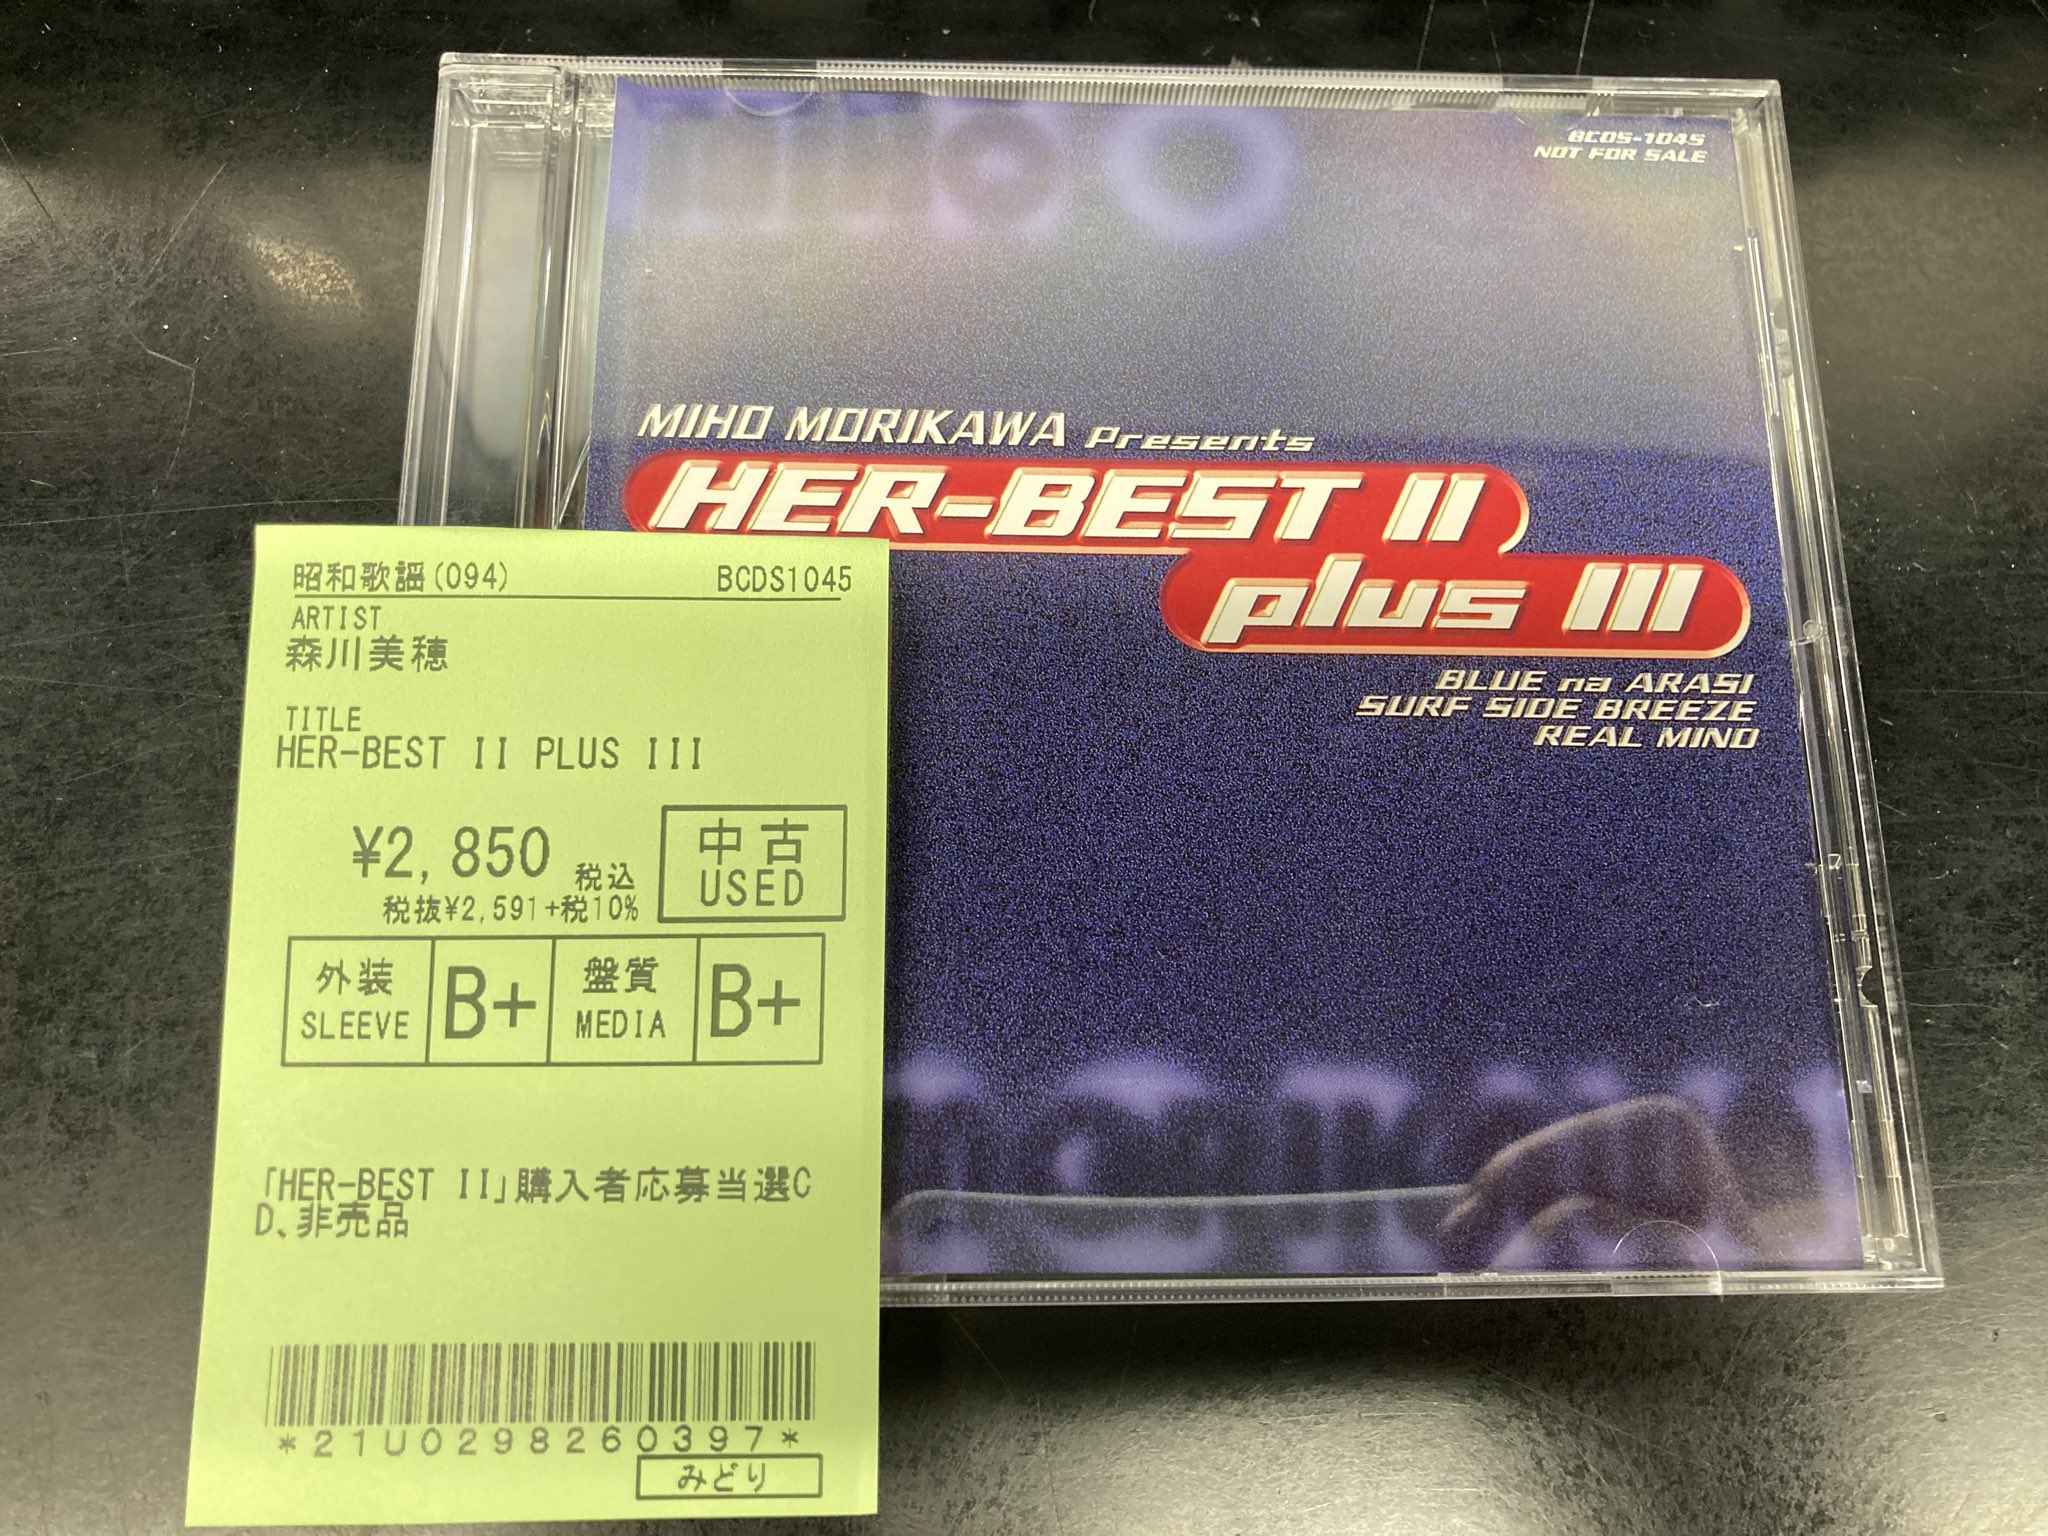 BCDS-1045
NOT FOR SALE
MIHO MORIKAWA Presents
HER-BEST II
plus III
BLUE na ARASI
SURF SIDE BREEZE
REAL MIND
昭和歌謡(094) BCDS1045
ARTIST
森川美穂
TITLE
HER-BEST II PLUS III
¥2,850 税込
税抜¥2,591+税10%
中古
USED
外装
SLEEVE
B+
盤質
MEDIA
B+
「HER-BEST II」購入者応募当選C
D、非売品
*21U0298260397*
みどり